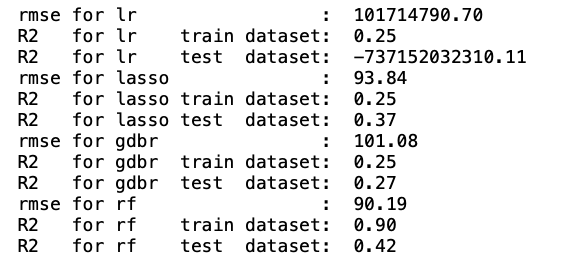 rmse for lr                   :  101714790.70
R2   for lr    train dataset:  0.25
R2   for lr    test  dataset:  -737152032310.11
rmse for lasso                :  93.84
R2   for lasso train dataset:  0.25
R2   for lasso test  dataset:  0.37
rmse for gdbr                 :  101.08
R2   for gdbr  train dataset:  0.25
R2   for gdbr  test  dataset:  0.27
rmse for rf                   :  90.19
R2   for rf    train dataset:  0.90
R2   for rf    test  dataset:  0.42